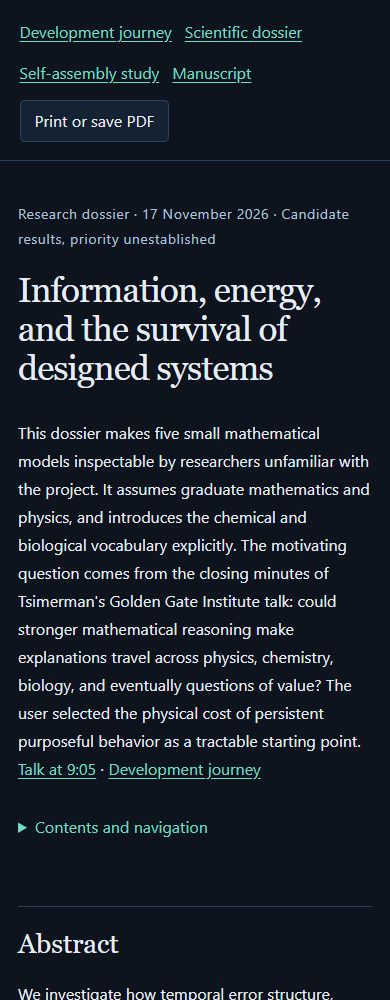 Development journey Scientific dossier
Self-assembly study Manuscript
Print or save PDF
Research dossier · 17 November 2026 · Candidate
results, priority unestablished
Information, energy,
and the survival of
designed systems
This dossier makes five small mathematical
models inspectable by researchers unfamiliar with
the project. It assumes graduate mathematics and
physics, and introduces the chemical and
biological vocabulary explicitly. The motivating
question comes from the closing minutes of
Tsimerman's Golden Gate Institute talk: could
stronger mathematical reasoning make
explanations travel across physics, chemistry,
biology, and eventually questions of value? The
user selected the physical cost of persistent
purposeful behavior as a tractable starting point.
Talk at 9:05 · Development journey
Contents and navigation
Abstract
We investigate how temporal error structure,